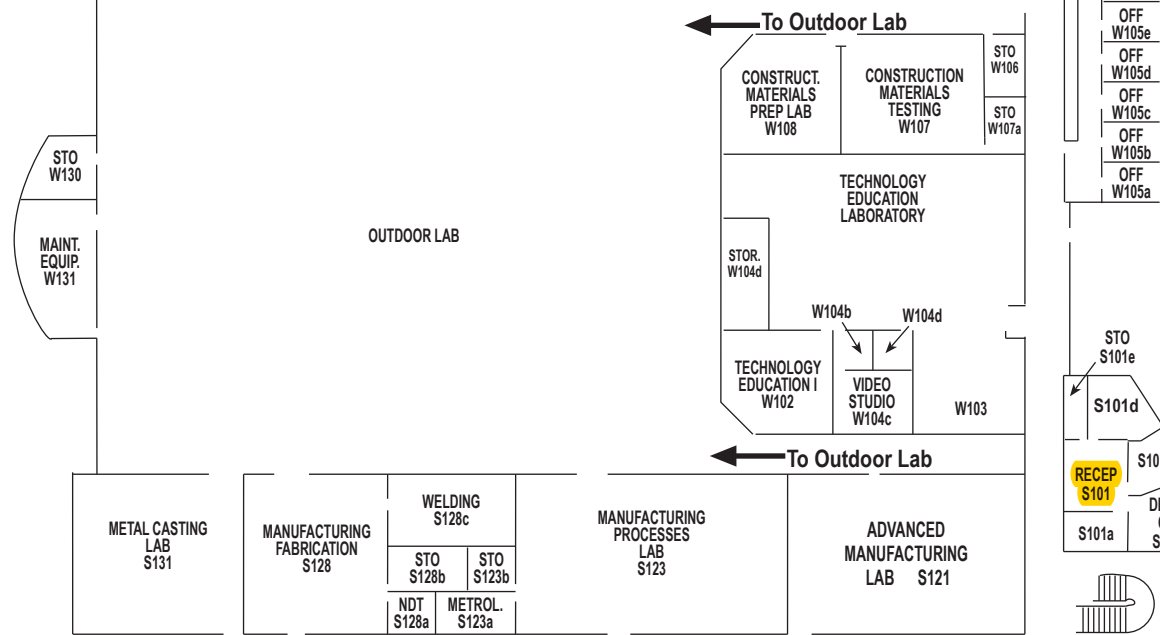 To Outdoor Lab
OFF
W105e
OFF
W105d
OFF
W105c
OFF
W105b
OFF
W105a
STO
W106
CONSTRUCT.
MATERIALS
PREP LAB
W108
CONSTRUCTION
MATERIALS
TESTING
W107
STO
W107a
STO
W130
TECHNOLOGY
EDUCATION
LABORATORY
OUTDOOR LAB
MAINT.
EQUIP.
W131
STOR.
W104d
W104b
W104d
STO
S101e
TECHNOLOGY
EDUCATION I
W102
VIDEO
STUDIO
W104c
W103
S101d
To Outdoor Lab
RECEP
S101
S101a
METAL CASTING
LAB
S131
MANUFACTURING
FABRICATION
S128
WELDING
S128c
STO
S128b
STO
S123b
NDT
S128a
METROL.
S123a
MANUFACTURING
PROCESSES
LAB
S123
ADVANCED
MANUFACTURING
LAB S121